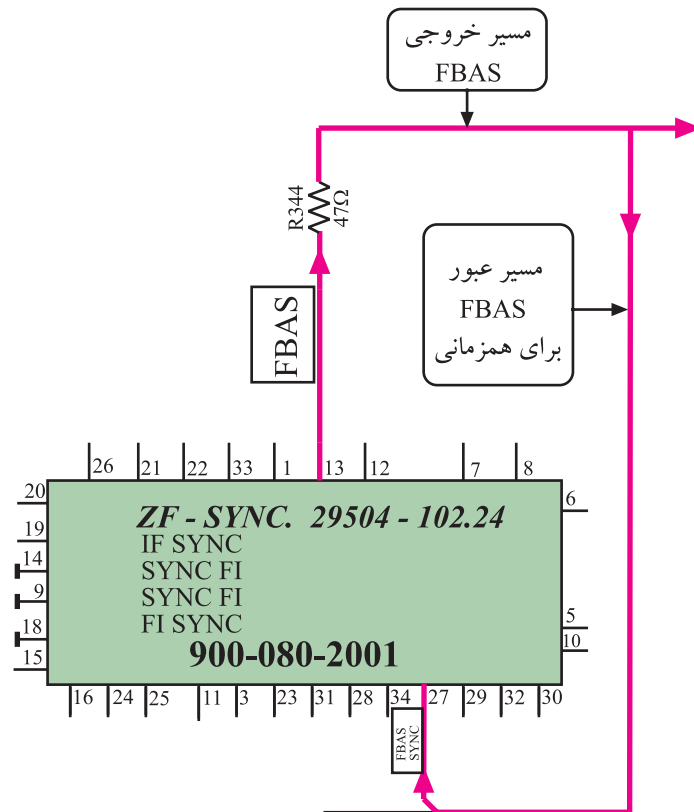 مسیر خروجی
FBAS
R344
47Ω
مسیر عبور
FBAS
برای همزمانی
FBAS
26 21 22 33 1 13 12 7 8
20
19
14
9
18
15
6
5
10
ZF - SYNC. 29504 - 102.24
IF SYNC
SYNC FI
SYNC FI
FI SYNC
900-080-2001
16 24 25 11 3 23 31 28 34 27 29 32 30
FBAS
SYNC